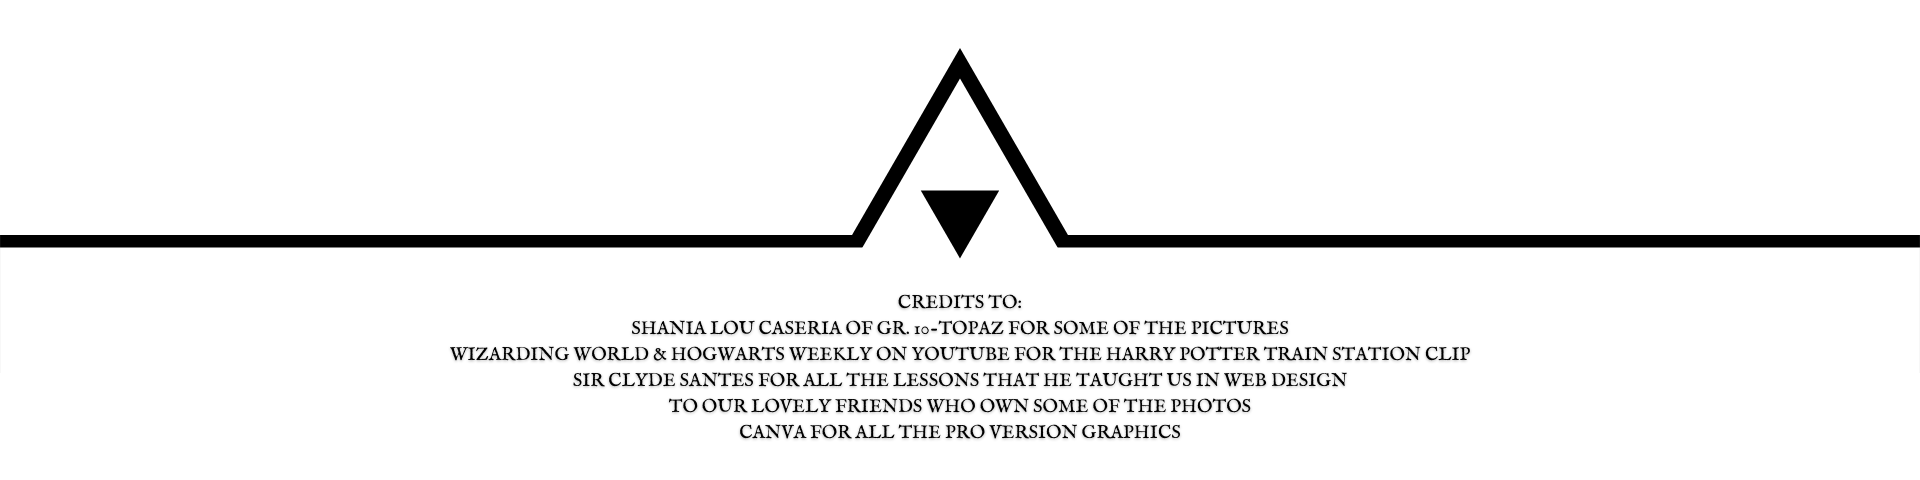 CREDITS TO:
SHANIA LOU CASERIA OF GR. 10-TOPAZ FOR SOME OF THE PICTURES
WIZARDING WORLD & HOGWARTS WEEKLY ON YOUTUBE FOR THE HARRY POTTER TRAIN STATION CLIP
SIR CLYDE SANTES FOR ALL THE LESSONS THAT HE TAUGHT US IN WEB DESIGN
TO OUR LOVELY FRIENDS WHO OWN SOME OF THE PHOTOS
CANVA FOR ALL THE PRO VERSION GRAPHICS